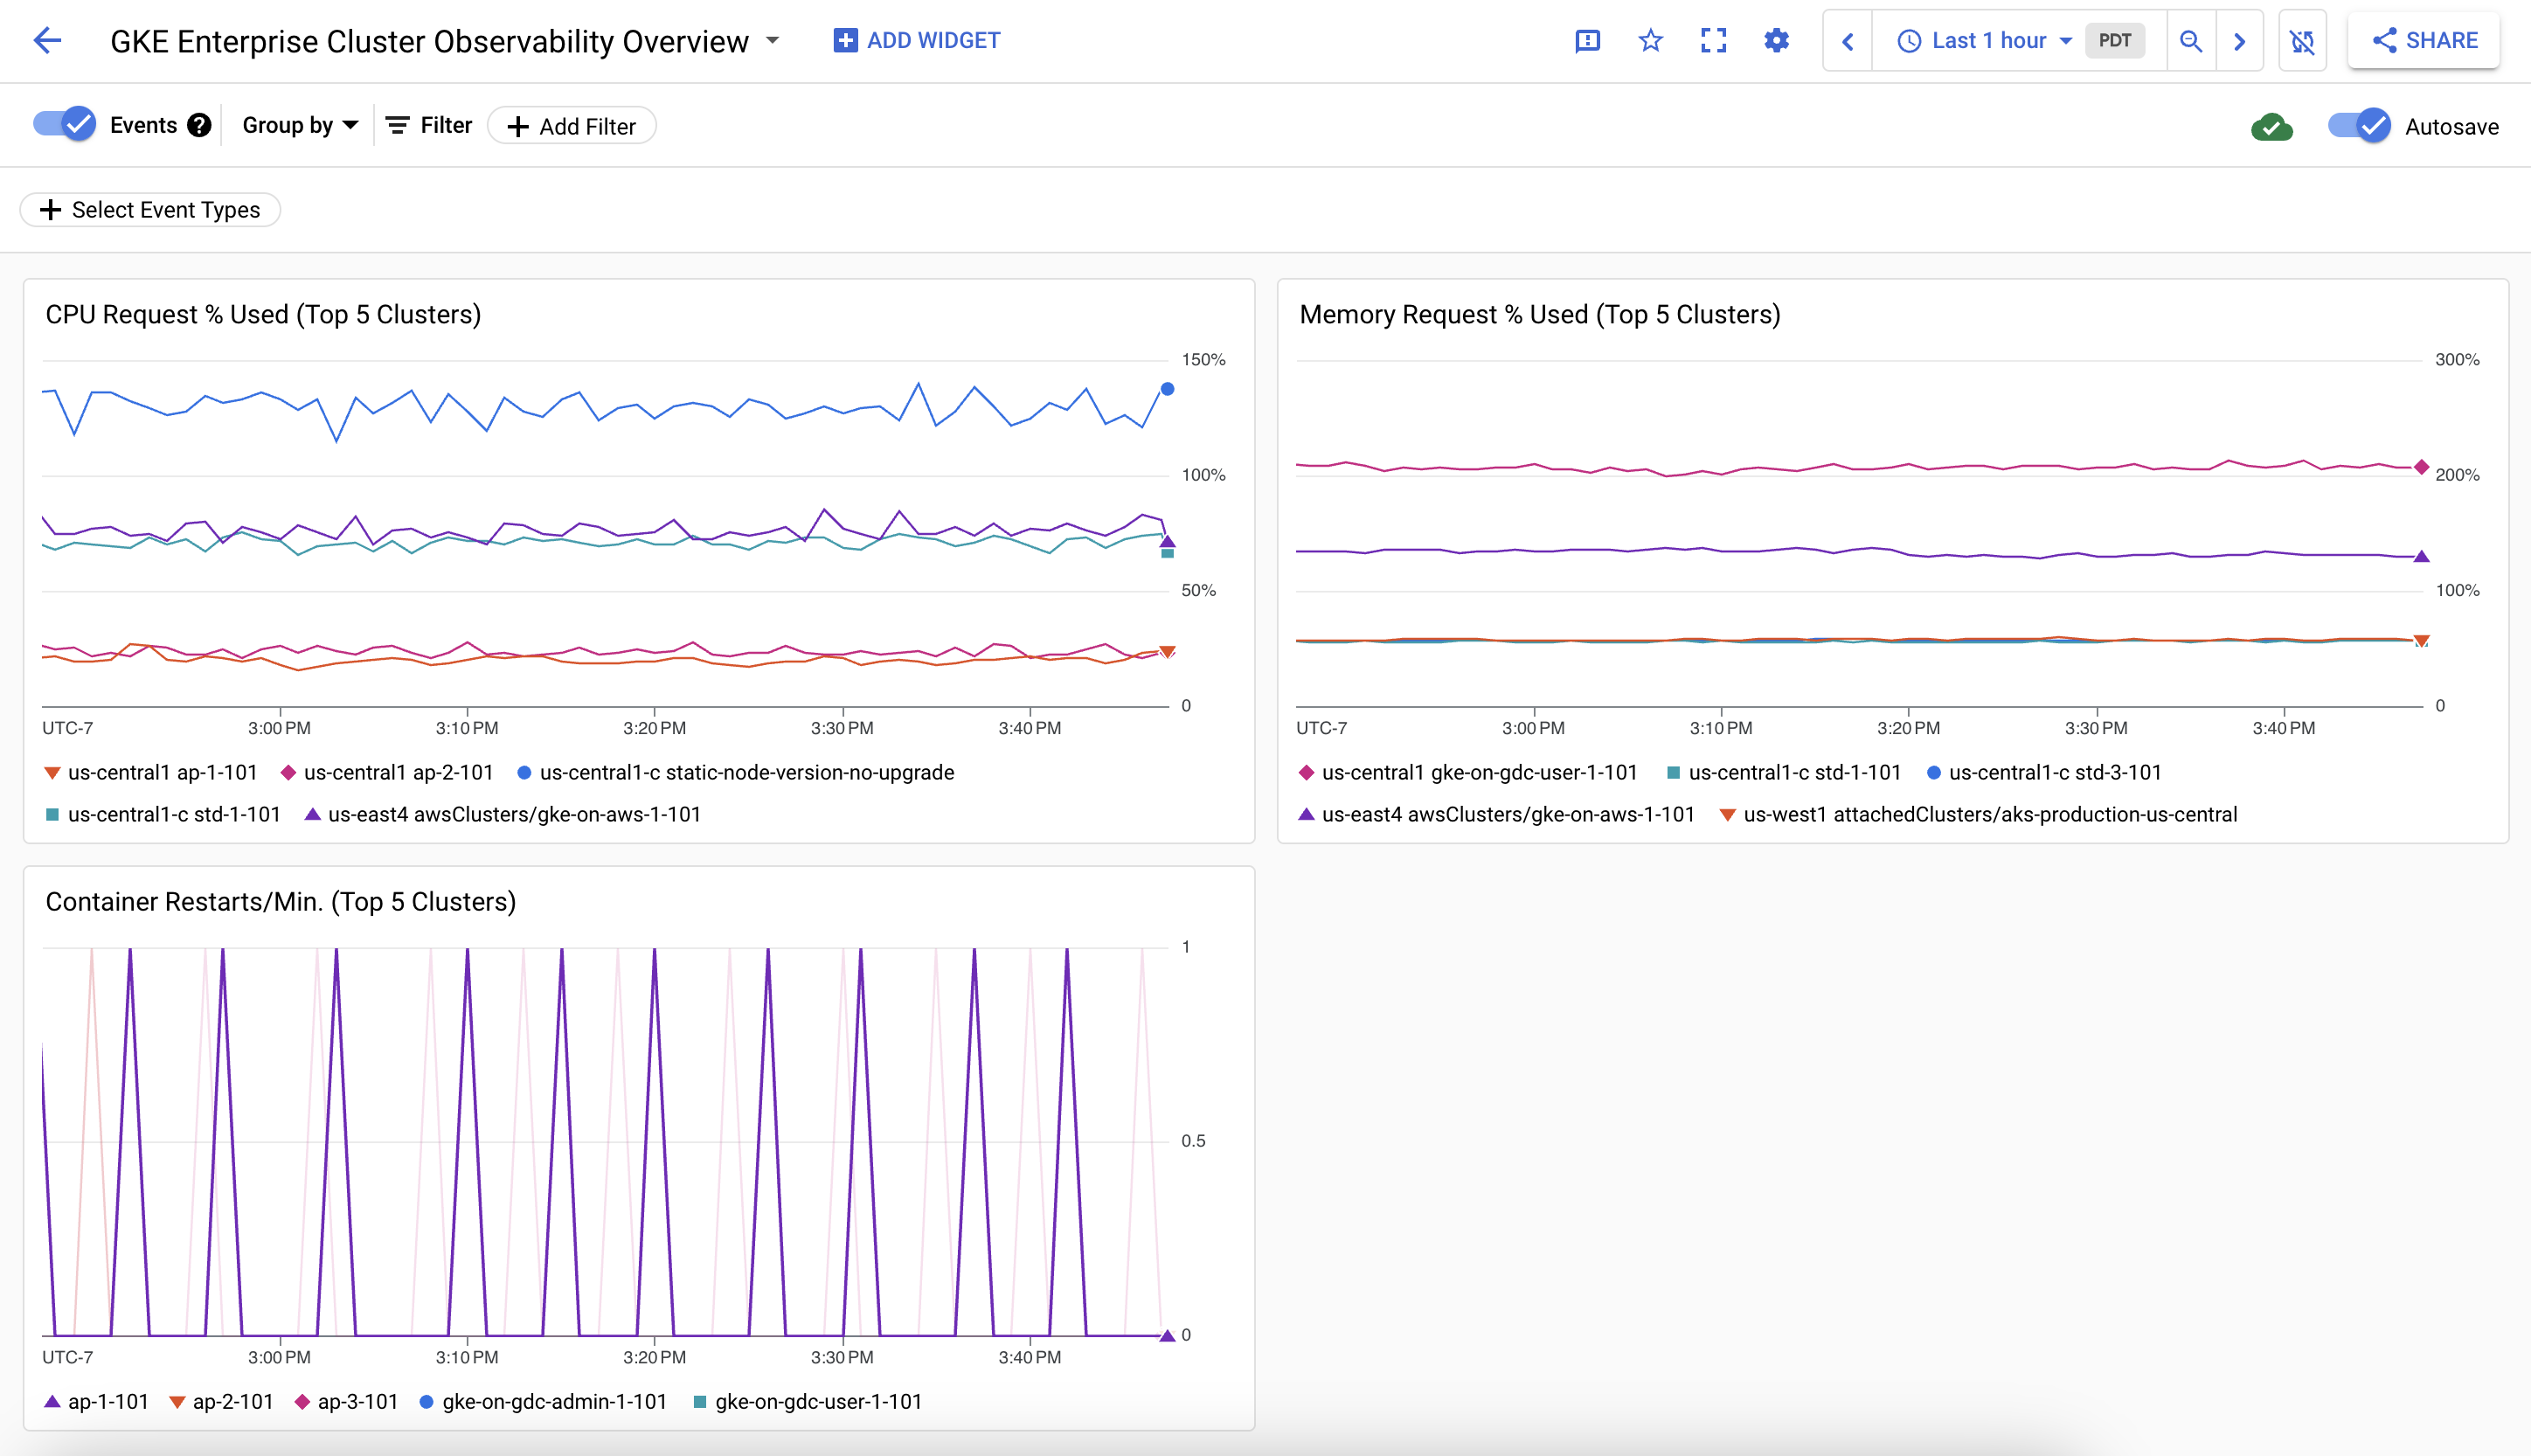 GKE Enterprise Cluster Observability Overview ADD WIDGET Last 1 hour PDT SHARE
Events Group by Filter Add Filter Autosave
Select Event Types
CPU Request % Used (Top 5 Clusters)
150%
100%
50%
0
UTC-7 3:00 PM 3:10 PM 3:20 PM 3:30 PM 3:40 PM
us-central1 ap-1-101 us-central1 ap-2-101 us-central1-c static-node-version-no-upgrade
us-central1-c std-1-101 us-east4 awsClusters/gke-on-aws-1-101
Memory Request % Used (Top 5 Clusters)
300%
200%
100%
0
UTC-7 3:00 PM 3:10 PM 3:20 PM 3:30 PM 3:40 PM
us-central1 gke-on-gdc-user-1-101 us-central1-c std-1-101 us-central1-c std-3-101
us-east4 awsClusters/gke-on-aws-1-101 us-west1 attachedClusters/aks-production-us-central
Container Restarts/Min. (Top 5 Clusters)
1
0.5
0
UTC-7 3:00 PM 3:10 PM 3:20 PM 3:30 PM 3:40 PM
ap-1-101 ap-2-101 ap-3-101 gke-on-gdc-admin-1-101 gke-on-gdc-user-1-101